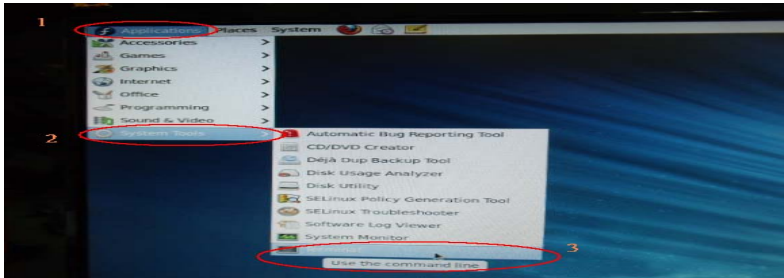 1 Applications Places System
Accessories
Games
Graphics
Internet
Office
Programming
Sound & Video
2 System Tools
Automatic Bug Reporting Tool
CD/DVD Creator
Déjà Dup Backup Tool
Disk Usage Analyzer
Disk Utility
SELinux Policy Generation Tool
SELinux Troubleshooter
Software Log Viewer
System Monitor
3
Use the command line